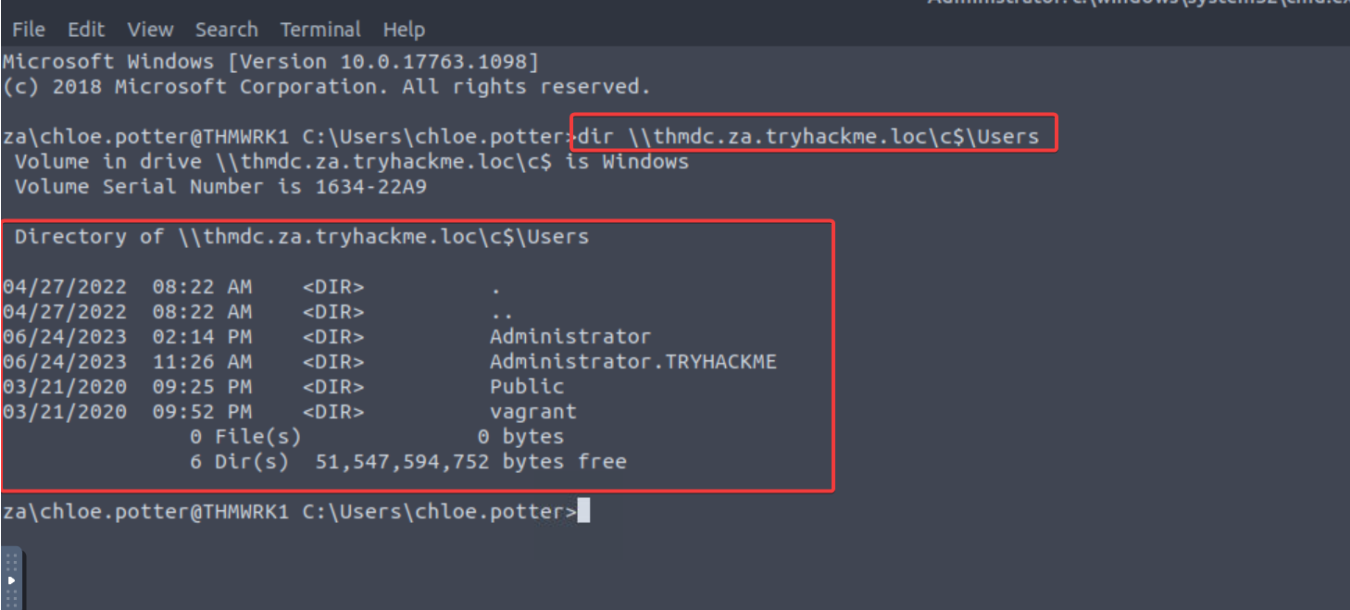 File Edit View Search Terminal Help
Microsoft Windows [Version 10.0.17763.1098]
(c) 2018 Microsoft Corporation. All rights reserved.
za\chloe.potter@THMWRK1 C:\Users\chloe.potter>dir \\thmdc.za.tryhackme.loc\c$\Users
Volume in drive \\thmdc.za.tryhackme.loc\c$ is Windows
Volume Serial Number is 1634-22A9
Directory of \\thmdc.za.tryhackme.loc\c$\Users
04/27/2022 08:22 AM <DIR> .
04/27/2022 08:22 AM <DIR> ..
06/24/2023 02:14 PM <DIR> Administrator
06/24/2023 11:26 AM <DIR> Administrator.TRYHACKME
03/21/2020 09:25 PM <DIR> Public
03/21/2020 09:52 PM <DIR> vagrant
0 File(s) 0 bytes
6 Dir(s) 51,547,594,752 bytes free
za\chloe.potter@THMWRK1 C:\Users\chloe.potter>